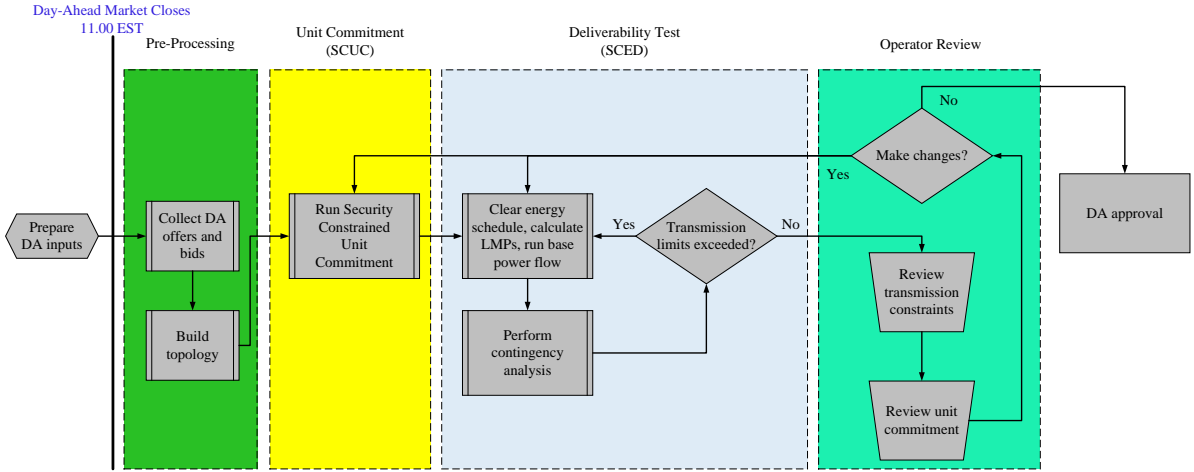 Day-Ahead Market Closes
11.00 EST
Pre-Processing
Unit Commitment
(SCUC)
Deliverability Test
(SCED)
Operator Review
Prepare
DA inputs
Collect DA
offers and
bids
Build
topology
Run Security
Constrained
Unit
Commitment
Clear energy
schedule, calculate
LMPs, run base
power flow
Perform
contingency
analysis
Yes
Transmission
limits exceeded?
No
Review
transmission
constraints
Review unit
commitment
Make changes?
Yes
No
DA approval